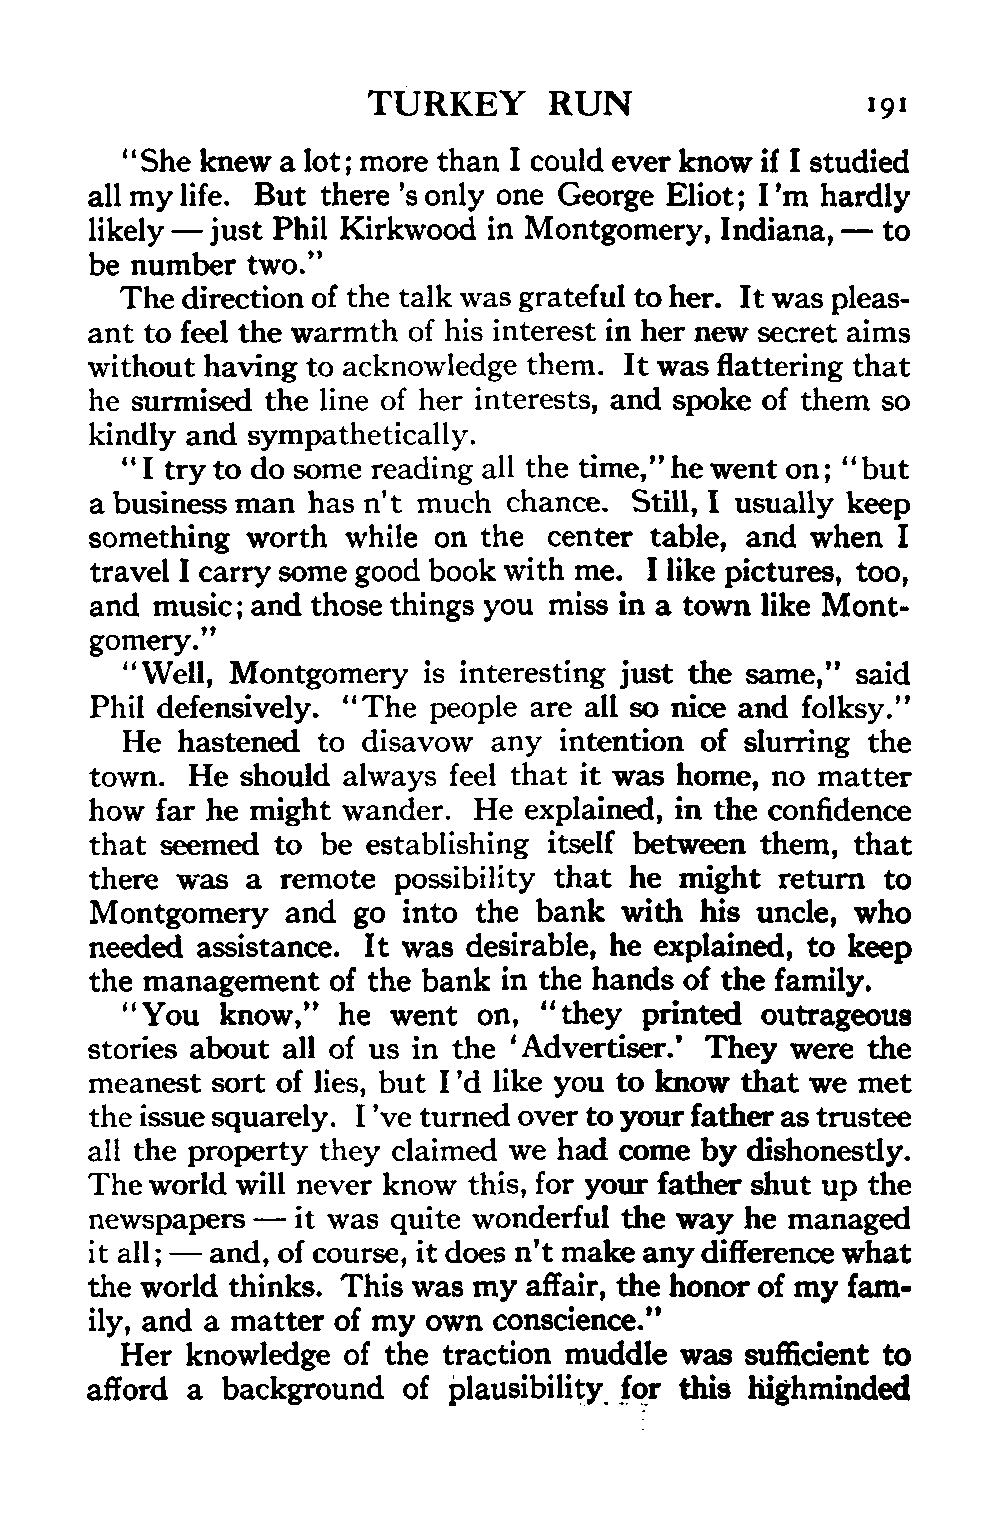 TURKEY RUN 191
"She knew a lot; more than I could ever know if I studied
all my life. But there 's only one George Eliot; I 'm hardly
likely — just Phil Kirkwood in Montgomery, Indiana, — to
be number two."
The direction of the talk was grateful to her. It was pleas-
ant to feel the warmth of his interest in her new secret aims
without having to acknowledge them. It was flattering that
he surmised the line of her interests, and spoke of them so
kindly and sympathetically.
"I try to do some reading all the time," he went on; "but
a business man has n't much chance. Still, I usually keep
something worth while on the center table, and when I
travel I carry some good book with me. I like pictures, too,
and music; and those things you miss in a town like Mont-
gomery."
"Well, Montgomery is interesting just the same," said
Phil defensively. "The people are all so nice and folksy."
He hastened to disavow any intention of slurring the
town. He should always feel that it was home, no matter
how far he might wander. He explained, in the confidence
that seemed to be establishing itself between them, that
there was a remote possibility that he might return to
Montgomery and go into the bank with his uncle, who
needed assistance. It was desirable, he explained, to keep
the management of the bank in the hands of the family.
"You know," he went on, "they printed outrageous
stories about all of us in the 'Advertiser.' They were the
meanest sort of lies, but I 'd like you to know that we met
the issue squarely. I 've turned over to your father as trustee
all the property they claimed we had come by dishonestly.
The world will never know this, for your father shut up the
newspapers — it was quite wonderful the way he managed
it all; — and, of course, it does n't make any difference what
the world thinks. This was my affair, the honor of my fam-
ily, and a matter of my own conscience."
Her knowledge of the traction muddle was sufficient to
afford a background of plausibility for this highminded